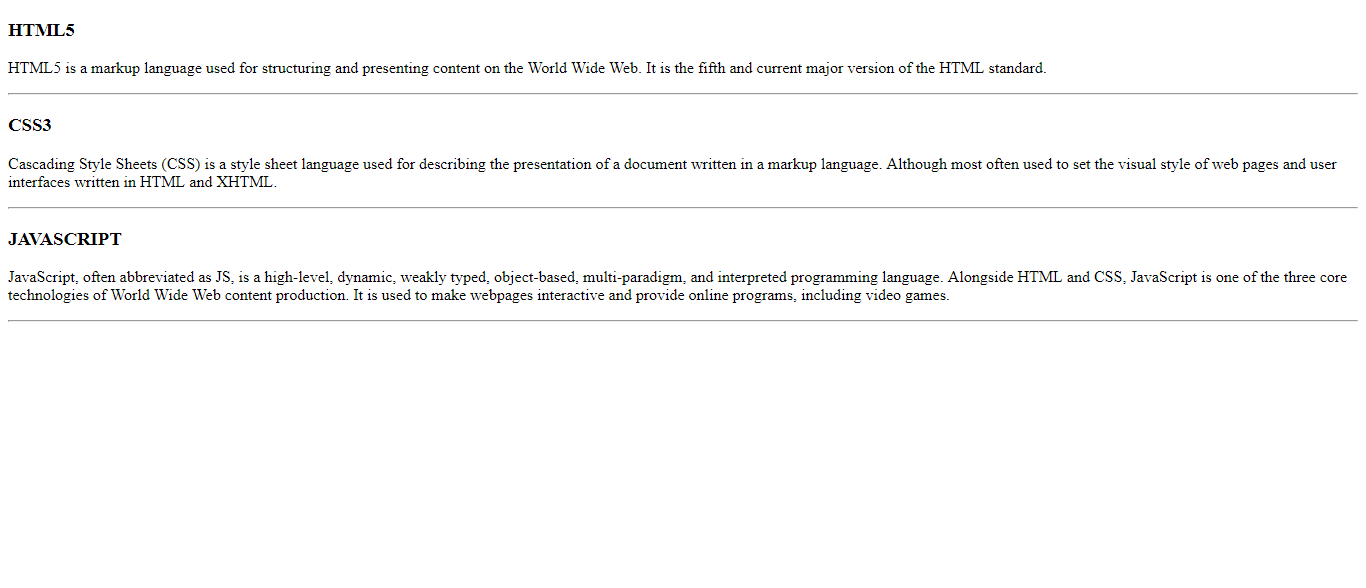 HTML5
HTML5 is a markup language used for structuring and presenting content on the World Wide Web. It is the fifth and current major version of the HTML standard.
CSS3
Cascading Style Sheets (CSS) is a style sheet language used for describing the presentation of a document written in a markup language. Although most often used to set the visual style of web pages and user
interfaces written in HTML and XHTML.
JAVASCRIPT
JavaScript, often abbreviated as JS, is a high-level, dynamic, weakly typed, object-based, multi-paradigm, and interpreted programming language. Alongside HTML and CSS, JavaScript is one of the three core
technologies of World Wide Web content production. It is used to make webpages interactive and provide online programs, including video games.